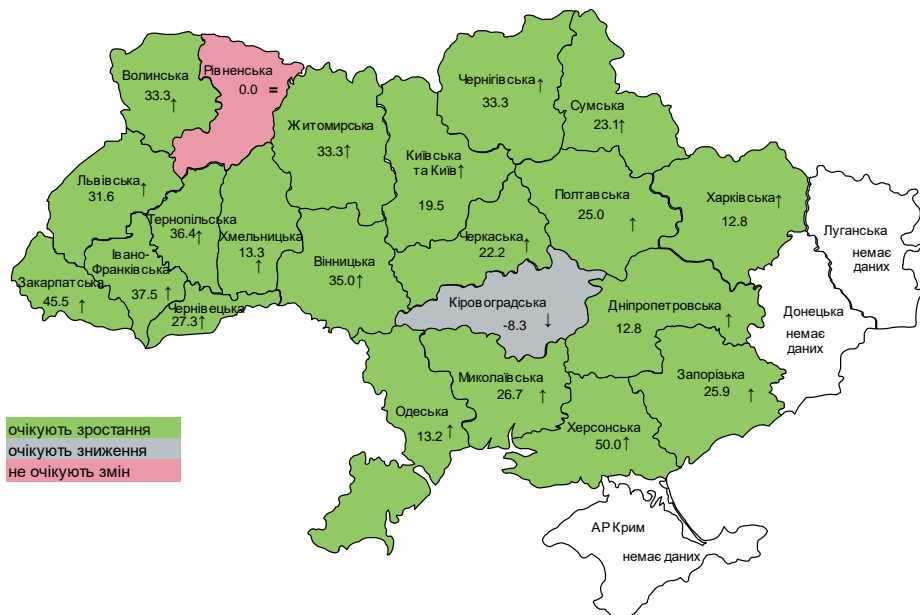 Волинська
33.3↑
Рівненська
0.0 =
Житомирська
33.3↑
Чернігівська↑
33.3
Сумська
23.1↑
Київська
та Київ↑
19.5
Львівська
31.6 ↑
Тернопільська
36.4↑
Хмельницька
13.3
↑
Вінницька
35.0↑
Черкаська
22.2 ↑
Полтавська
25.0 ↑
Харківська↑
12.8
Луганська
немає
даних
Донецька
немає
даних
Закарпатська
45.5 ↑
Івано-
Франківська
37.5 ↑
Чернівецька
27.3↑
Кіровоградська
-8.3 ↓
Дніпропетровська
12.8 ↑
Запорізька
25.9 ↑
Миколаївська
26.7 ↑
Одеська
13.2 ↑
Херсонська
50.0↑
АР Крим
немає даних
очікують зростання
очікують зниження
не очікують змін